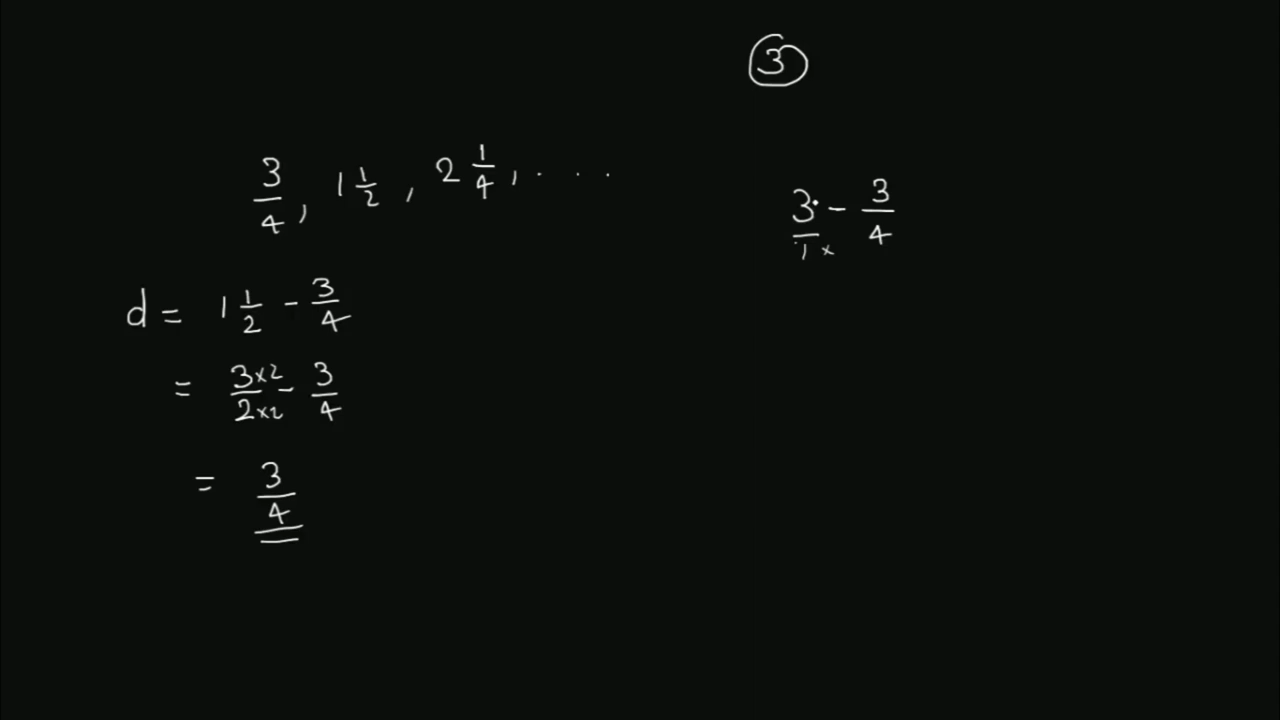 3
3/4, 1 1/2, 2 1/4, . . .
3/1 × - 3/4
d = 1 1/2 - 3/4
= 3×2/2×2 - 3/4
= 3/4